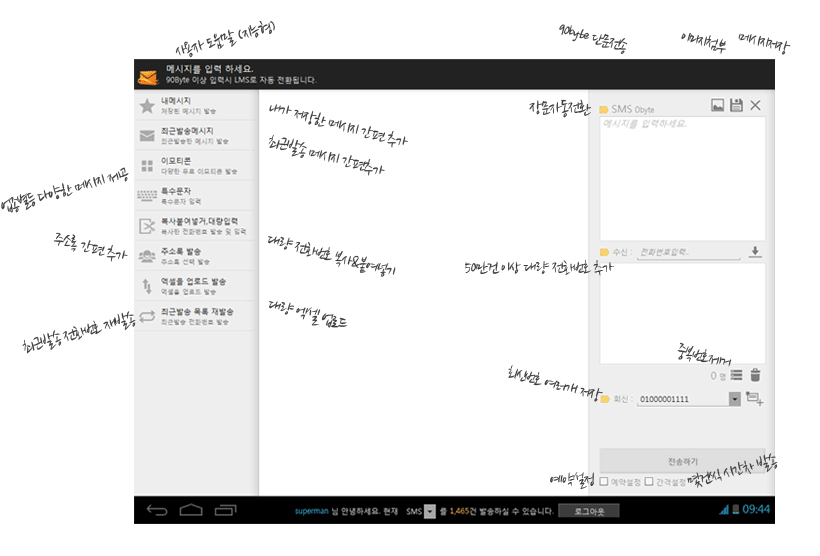 사용자 도움말 (지능형)
90byte 단문전송
이미지첨부
메시지저장
메시지를 입력 하세요.
90Byte 이상 입력시 LMS로 자동 전환됩니다.
내메시지
저장된 메시지 발송
내가 저장한 메시지 간편 추가
장문자동전환
SMS 0byte
메시지를 입력하세요.
최근발송메시지
최근발송한 메시지 발송
최근발송 메시지 간편추가
이모티콘
다양한 무료 이모티콘 발송
업종별등 다양한 메시지 제공
특수문자
특수문자 입력
복사붙여넣기,대량입력
복사한 전화번호 발송 및 입력
주소록 간편 추가
주소록 발송
주소록 선택 발송
대량 전화번호 복사&붙여넣기
수신 :
전화번호입력..
50만건 이상 대량 전화번호 추가
엑셀을 업로드 발송
엑셀을 업로드 발송
대량 엑셀 업로드
최근발송 전화번호 재발송
최근발송 목록 재발송
최근발송 전화번호 발송
중복번호제거
0 명
회신번호 여러개 저장
회신 :
01000001111
전송하기
예약설정
예약설정
간격설정
몇건씩 시간차 발송
superman 님 안녕하세요. 현재 SMS 를 1,465건 발송하실 수 있습니다.
로그아웃
09:44